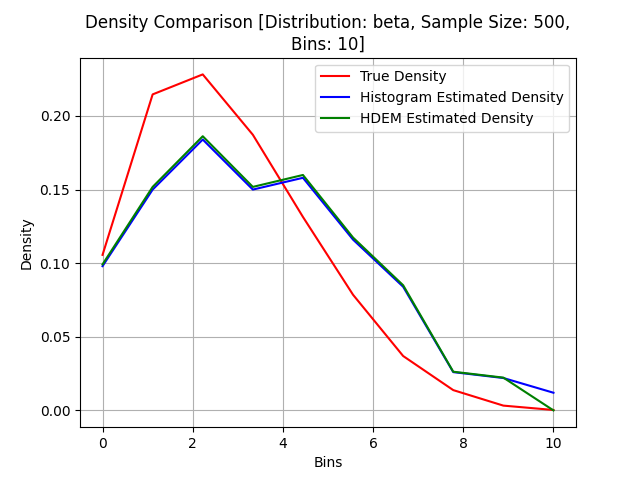 Density Comparison [Distribution: beta, Sample Size: 500,
Bins: 10]
True Density
Histogram Estimated Density
HDEM Estimated Density
Density
0.20
0.15
0.10
0.05
0.00
0 2 4 6 8 10
Bins